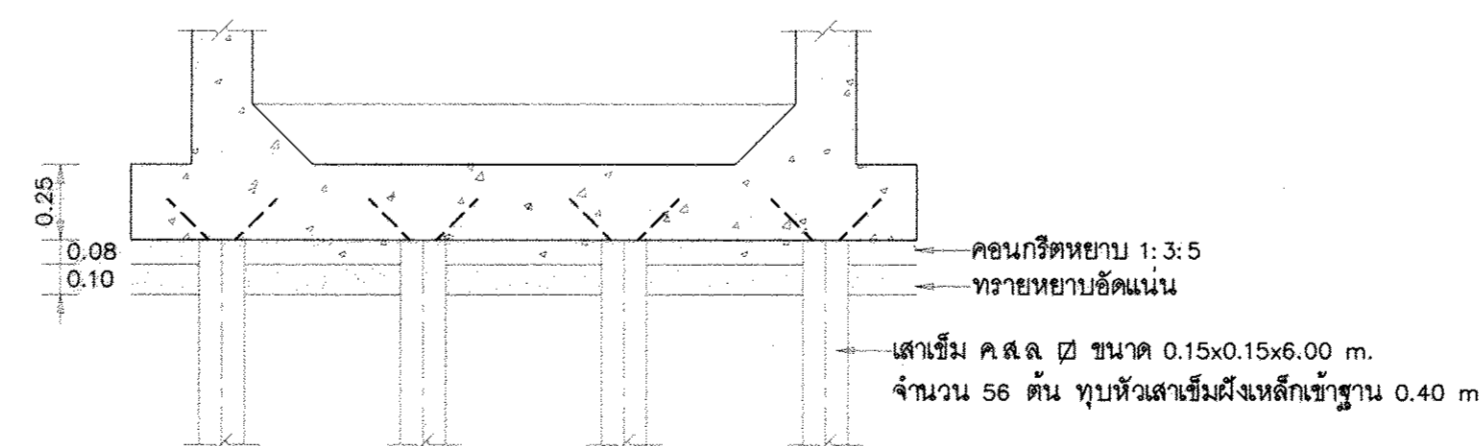 0.25
0.08
0.10
คอนกรีตหยาบ 1:3:5
ทรายหยาบอัดแน่น
เสาเข็ม ค.ส.ล ขนาด 0.15x0.15x6.00 m.
จำนวน 56 ต้น ทุบหัวเสาเข็มฝังเหล็กเข้าฐาน 0.40 m